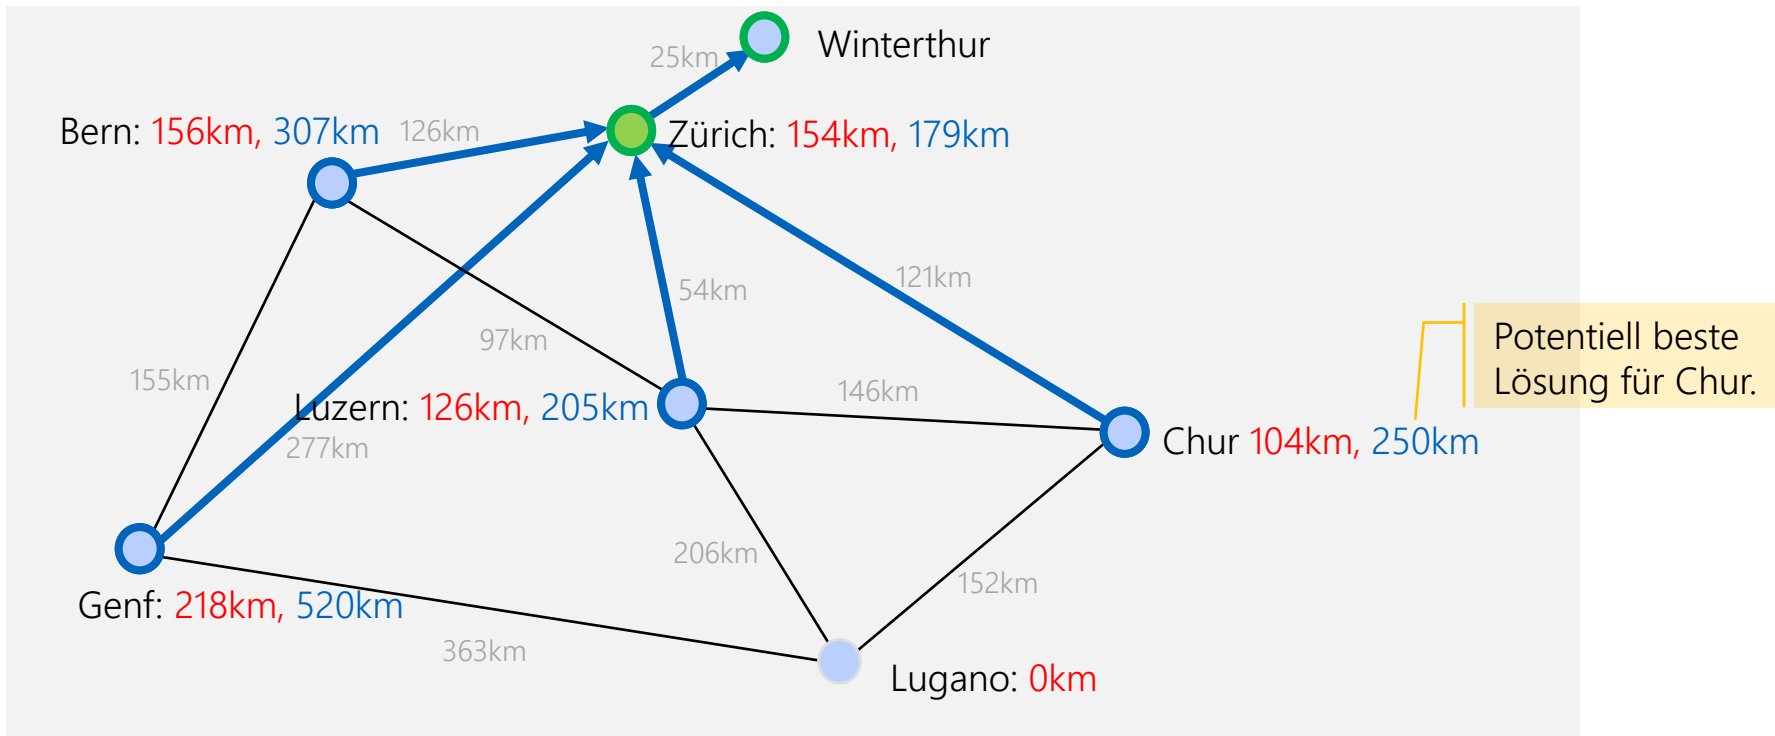 Winterthur
25km
Bern: 156km, 307km
126km
Zürich: 154km, 179km
121km
54km
97km
Potentiell beste
Lösung für Chur.
155km
146km
Luzern: 126km, 205km
277km
Chur 104km, 250km
206km
152km
Genf: 218km, 520km
363km
Lugano: 0km